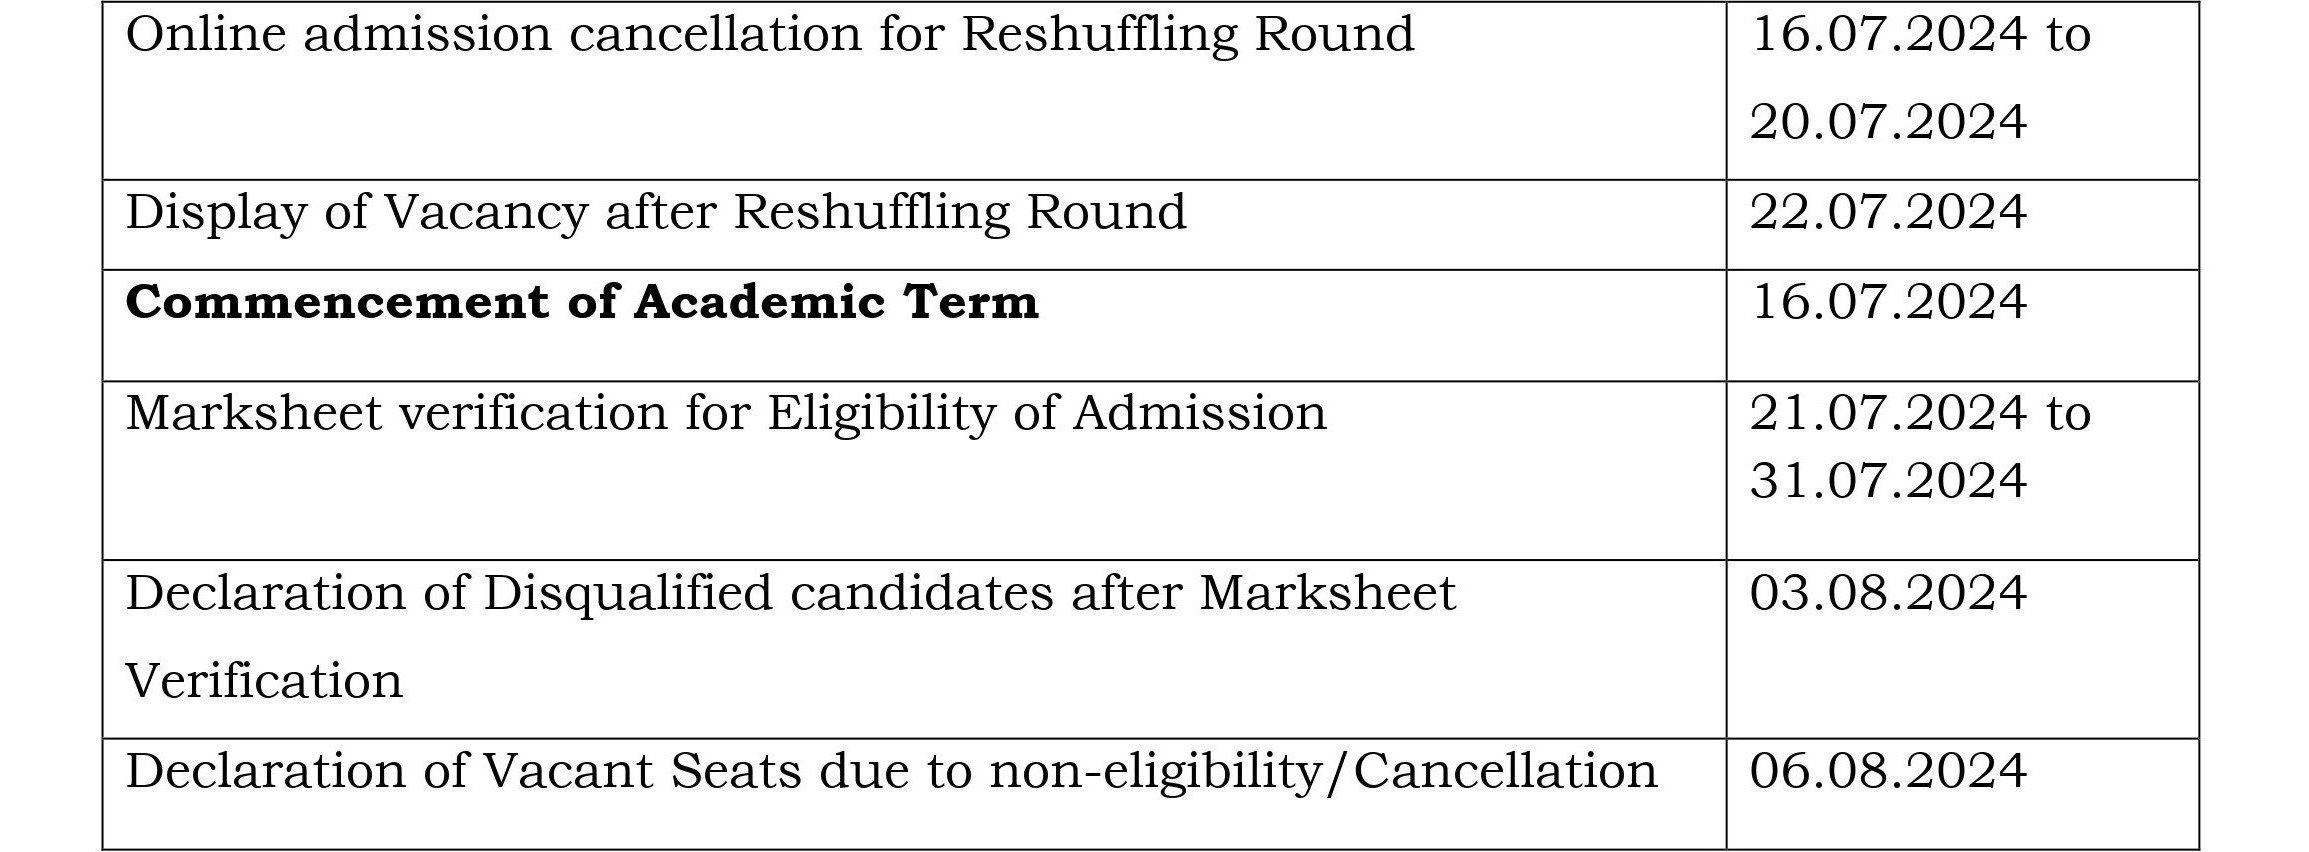 Online admission cancellation for Reshuffling Round 16.07.2024 to
20.07.2024
Display of Vacancy after Reshuffling Round 22.07.2024
Commencement of Academic Term 16.07.2024
Marksheet verification for Eligibility of Admission 21.07.2024 to
31.07.2024
Declaration of Disqualified candidates after Marksheet 03.08.2024
Verification
Declaration of Vacant Seats due to non-eligibility/Cancellation 06.08.2024